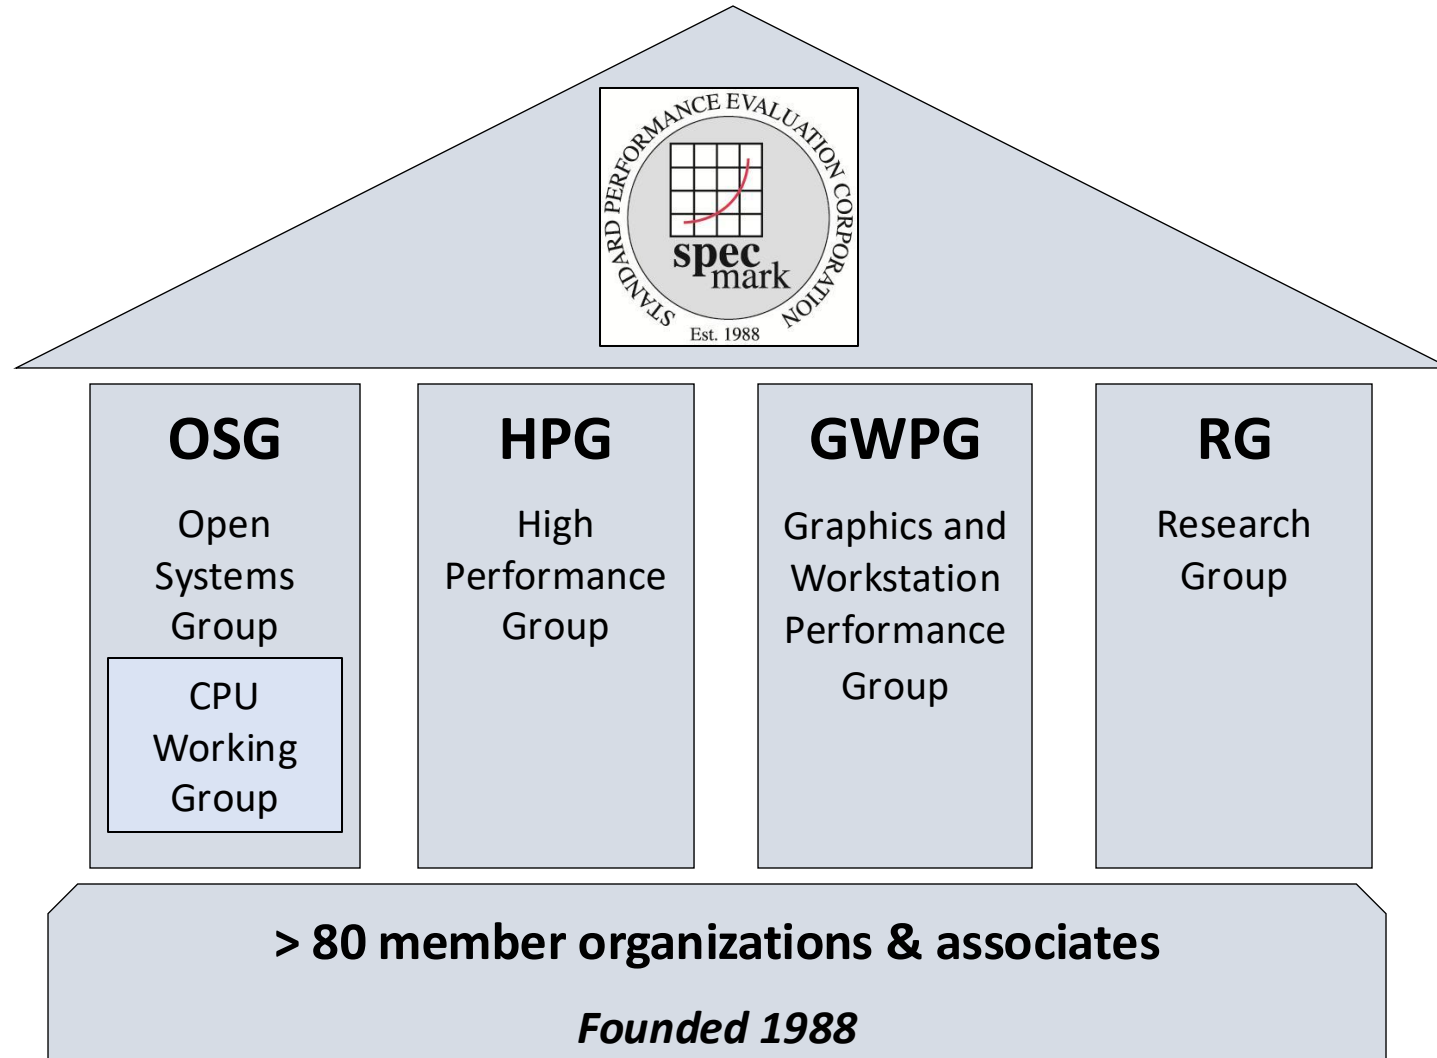 STANDARD PERFORMANCE EVALUATION CORPORATION
spec
mark
Est. 1988
OSG
Open
Systems
Group
CPU
Working
Group
HPG
High
Performance
Group
GWPG
Graphics and
Workstation
Performance
Group
RG
Research
Group
> 80 member organizations & associates
Founded 1988